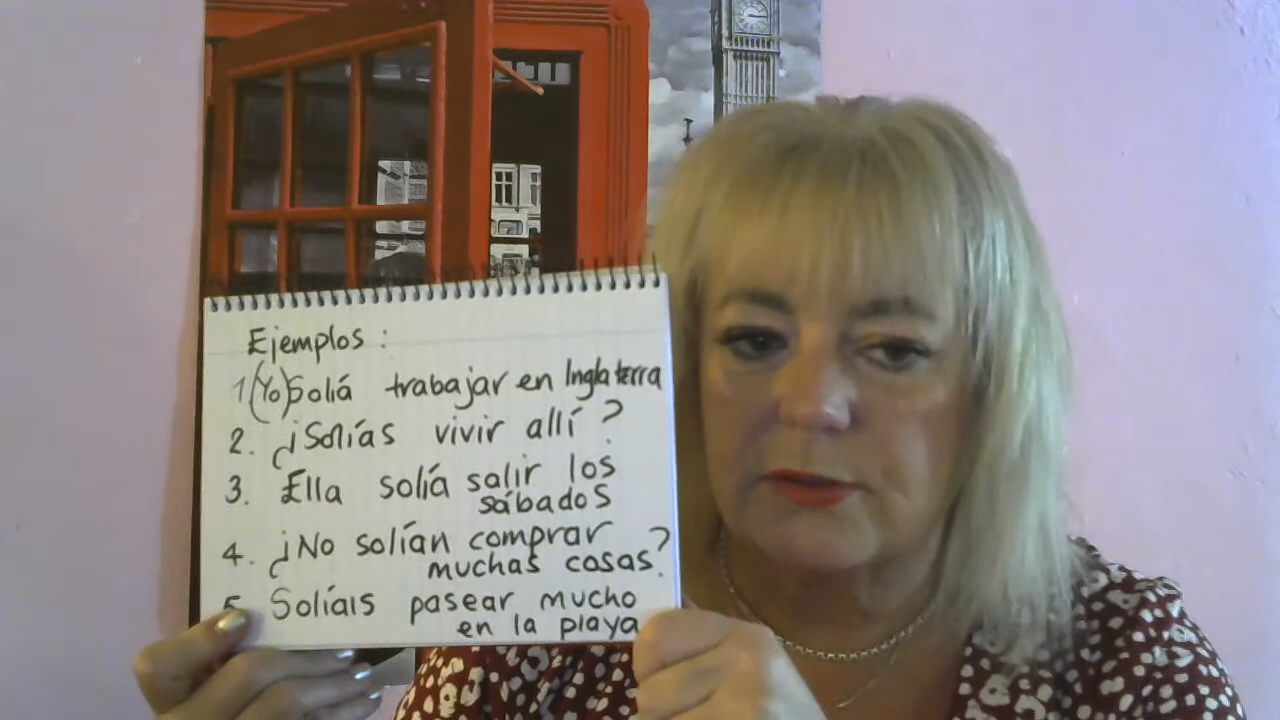 Ejemplos :
1 (Yo) Soliá trabajar en Inglaterra
2. ¿Solías vivir allí ?
3. Ella solía salir los
sábados
4. ¿No solían comprar
muchas cosas ?
5 Solíais pasear mucho
en la playa